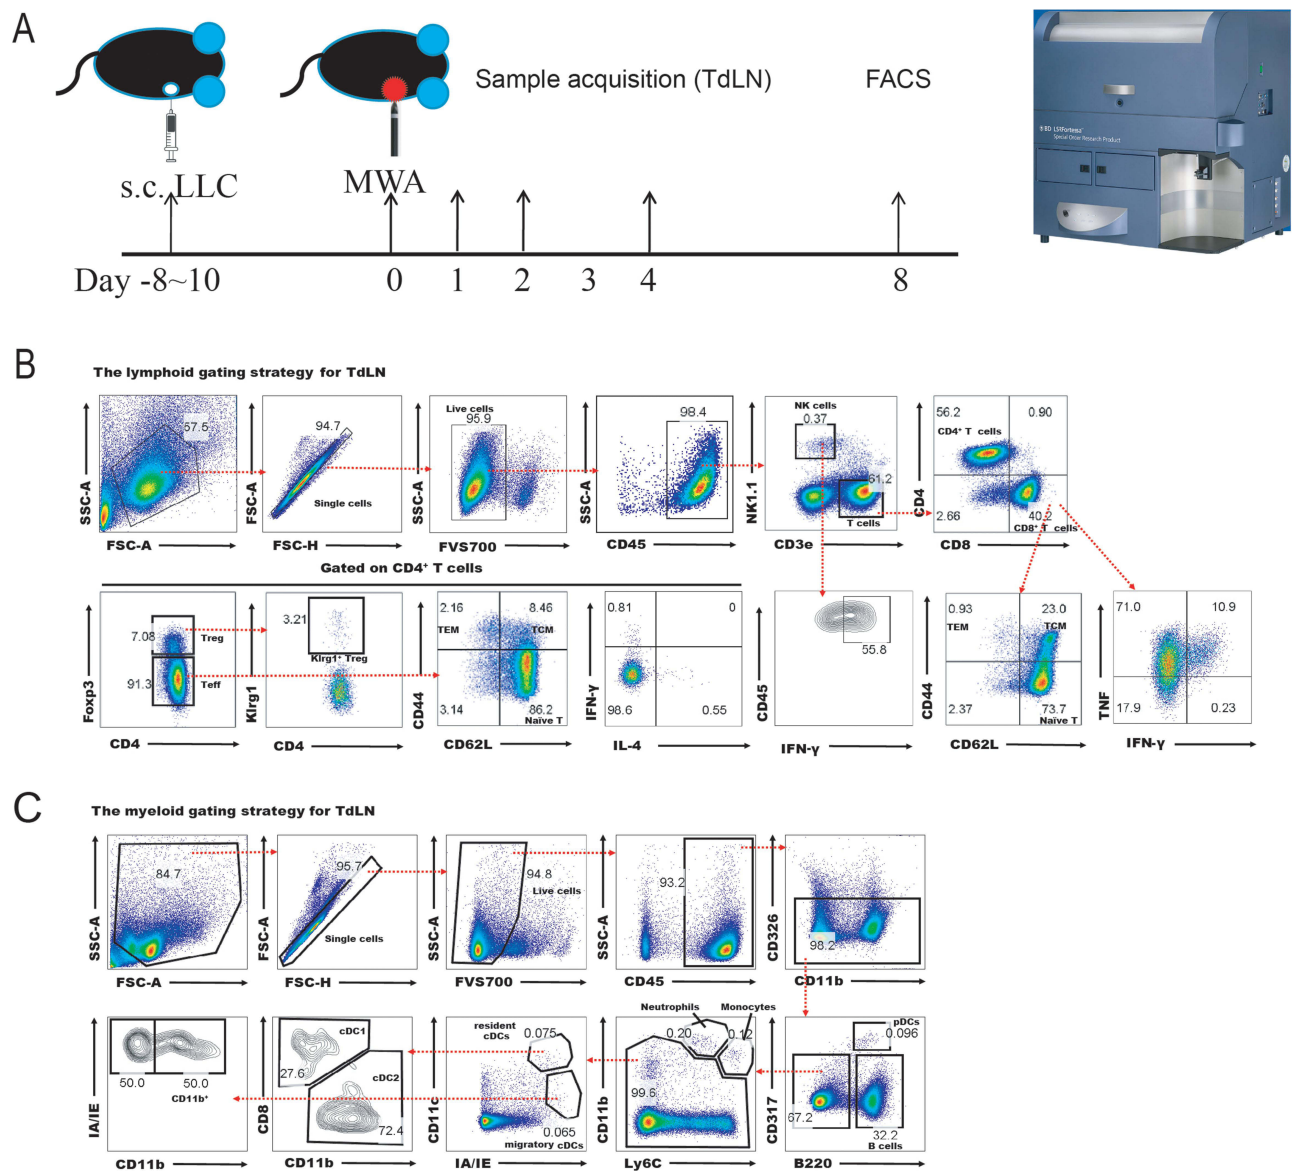 A
Sample acquisition (TdLN)
FACS
BD LSRFortessa
Special Order Research Product
s.c. LLC
MWA
Day -8~10
0
1
2
3
4
8
B
The lymphoid gating strategy for TdLN
SSC-A
57.5
FSC-A
FSC-A
94.7
Single cells
FSC-H
SSC-A
Live cells
95.9
FVS700
SSC-A
98.4
CD45
NK1.1
NK cells
0.37
61.2
T cells
CD3e
CD4
56.2
0.90
CD4⁺ T cells
2.66
40.2
CD8⁺ T cells
CD8
Gated on CD4⁺ T cells
Foxp3
7.08
Treg
91.3
Teff
CD4
Klrg1
3.21
Klrg1⁺ Treg
CD4
CD44
2.16
8.46
TEM
TCM
3.14
86.2
Naïve T
CD62L
IFN-γ
0.81
0
98.6
0.55
IL-4
CD45
55.8
IFN-γ
CD44
0.93
23.0
TEM
TCM
2.37
73.7
Naïve T
CD62L
TNF
71.0
10.9
17.9
0.23
IFN-γ
C
The myeloid gating strategy for TdLN
SSC-A
84.7
FSC-A
FSC-A
95.7
Single cells
FSC-H
SSC-A
94.8
Live cells
FVS700
SSC-A
93.2
CD45
CD326
98.2
CD11b
IA/IE
50.0
50.0
CD11b⁺
CD11b
CD8
cDC1
27.6
cDC2
72.4
CD11b
CD11c
resident
cDCs
0.075
0.065
migratory cDCs
IA/IE
CD11b
Neutrophils
Monocytes
0.20
0.12
99.6
Ly6C
CD317
pDCs
0.096
67.2
32.2
B cells
B220